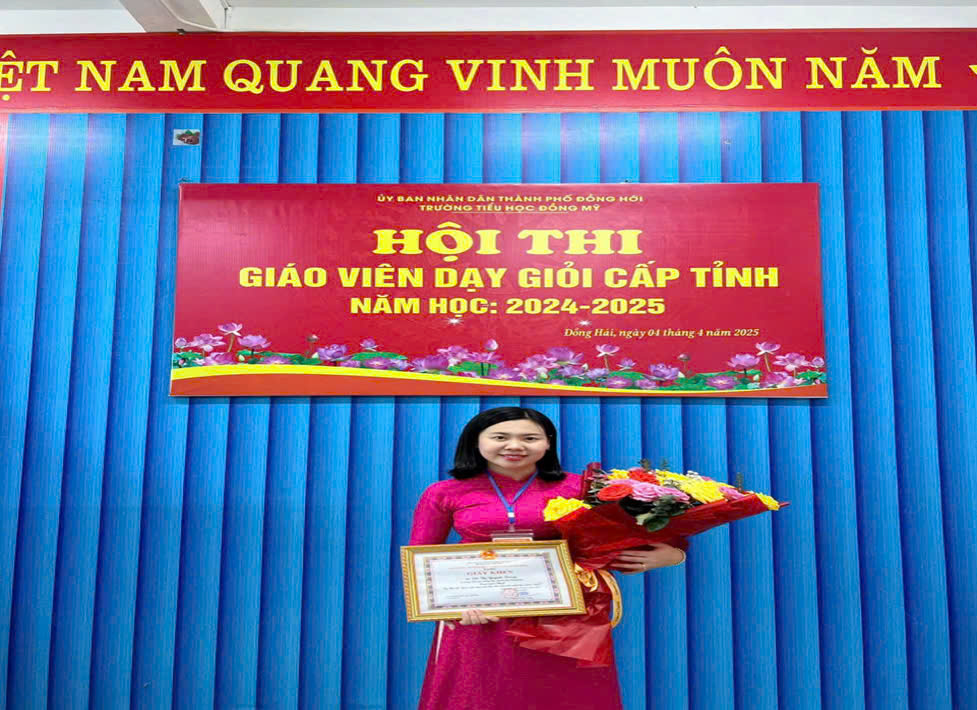 ỆT NAM QUANG VINH MUÔN NĂM
ỦY BAN NHÂN DÂN THÀNH PHỐ ĐỒNG HỚI
TRƯỜNG TIỂU HỌC ĐỒNG MỸ
HỘI THI
GIÁO VIÊN DẠY GIỎI CẤP TỈNH
NĂM HỌC: 2024-2025
Đồng Hải, ngày 04 tháng 4 năm 2025
GIẤY KHEN